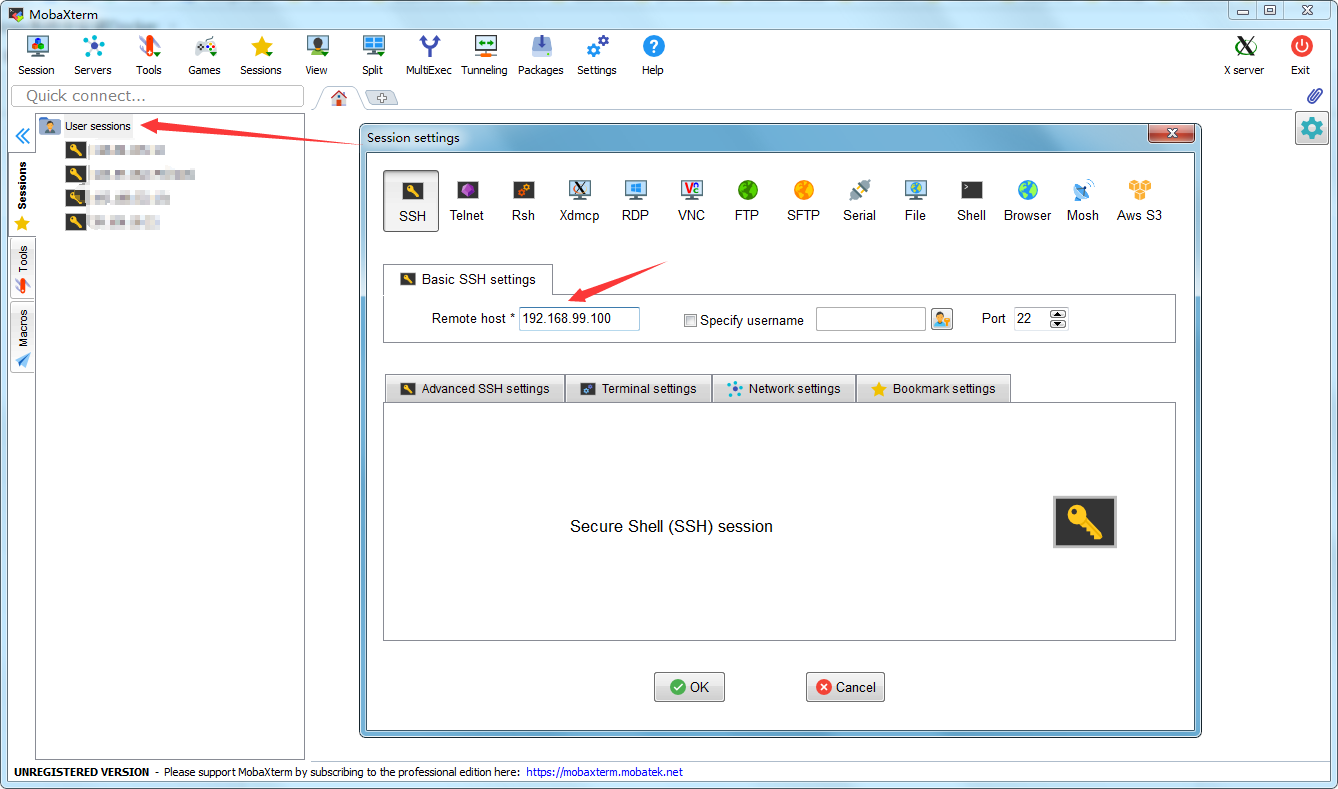 MobaXterm
Session Servers Tools Games Sessions View Split MultiExec Tunneling Packages Settings Help X server Exit
Quick connect...
User sessions
Sessions
Tools
Macros
Session settings
SSH Telnet Rsh Xdmcp RDP VNC FTP SFTP Serial File Shell Browser Mosh Aws S3
Basic SSH settings
Remote host * 192.168.99.100 Specify username Port 22
Advanced SSH settings Terminal settings Network settings Bookmark settings
Secure Shell (SSH) session
OK Cancel
UNREGISTERED VERSION - Please support MobaXterm by subscribing to the professional edition here: https://mobaxterm.mobatek.net